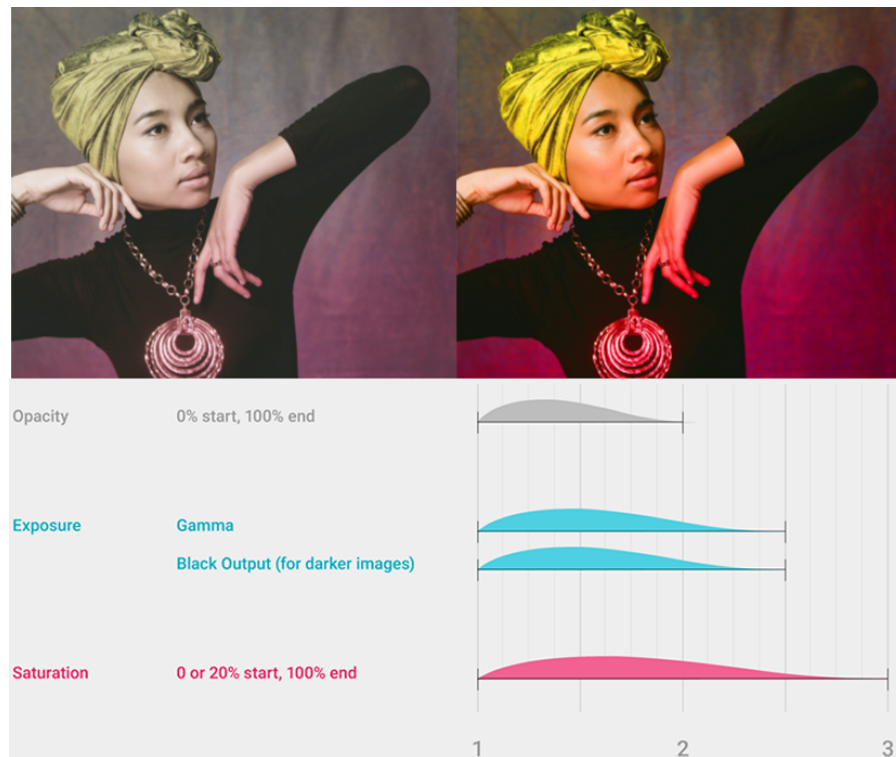 Opacity 0% start, 100% end
Exposure Gamma
Black Output (for darker images)
Saturation 0 or 20% start, 100% end
1 2 3